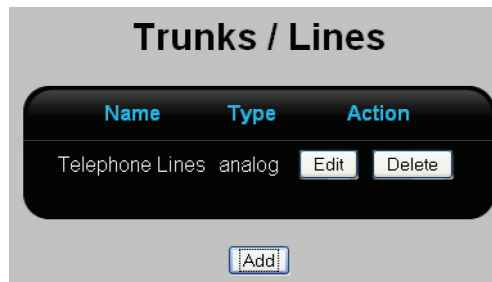 Trunks / Lines
Name Type Action
Telephone Lines analog Edit Delete
Add